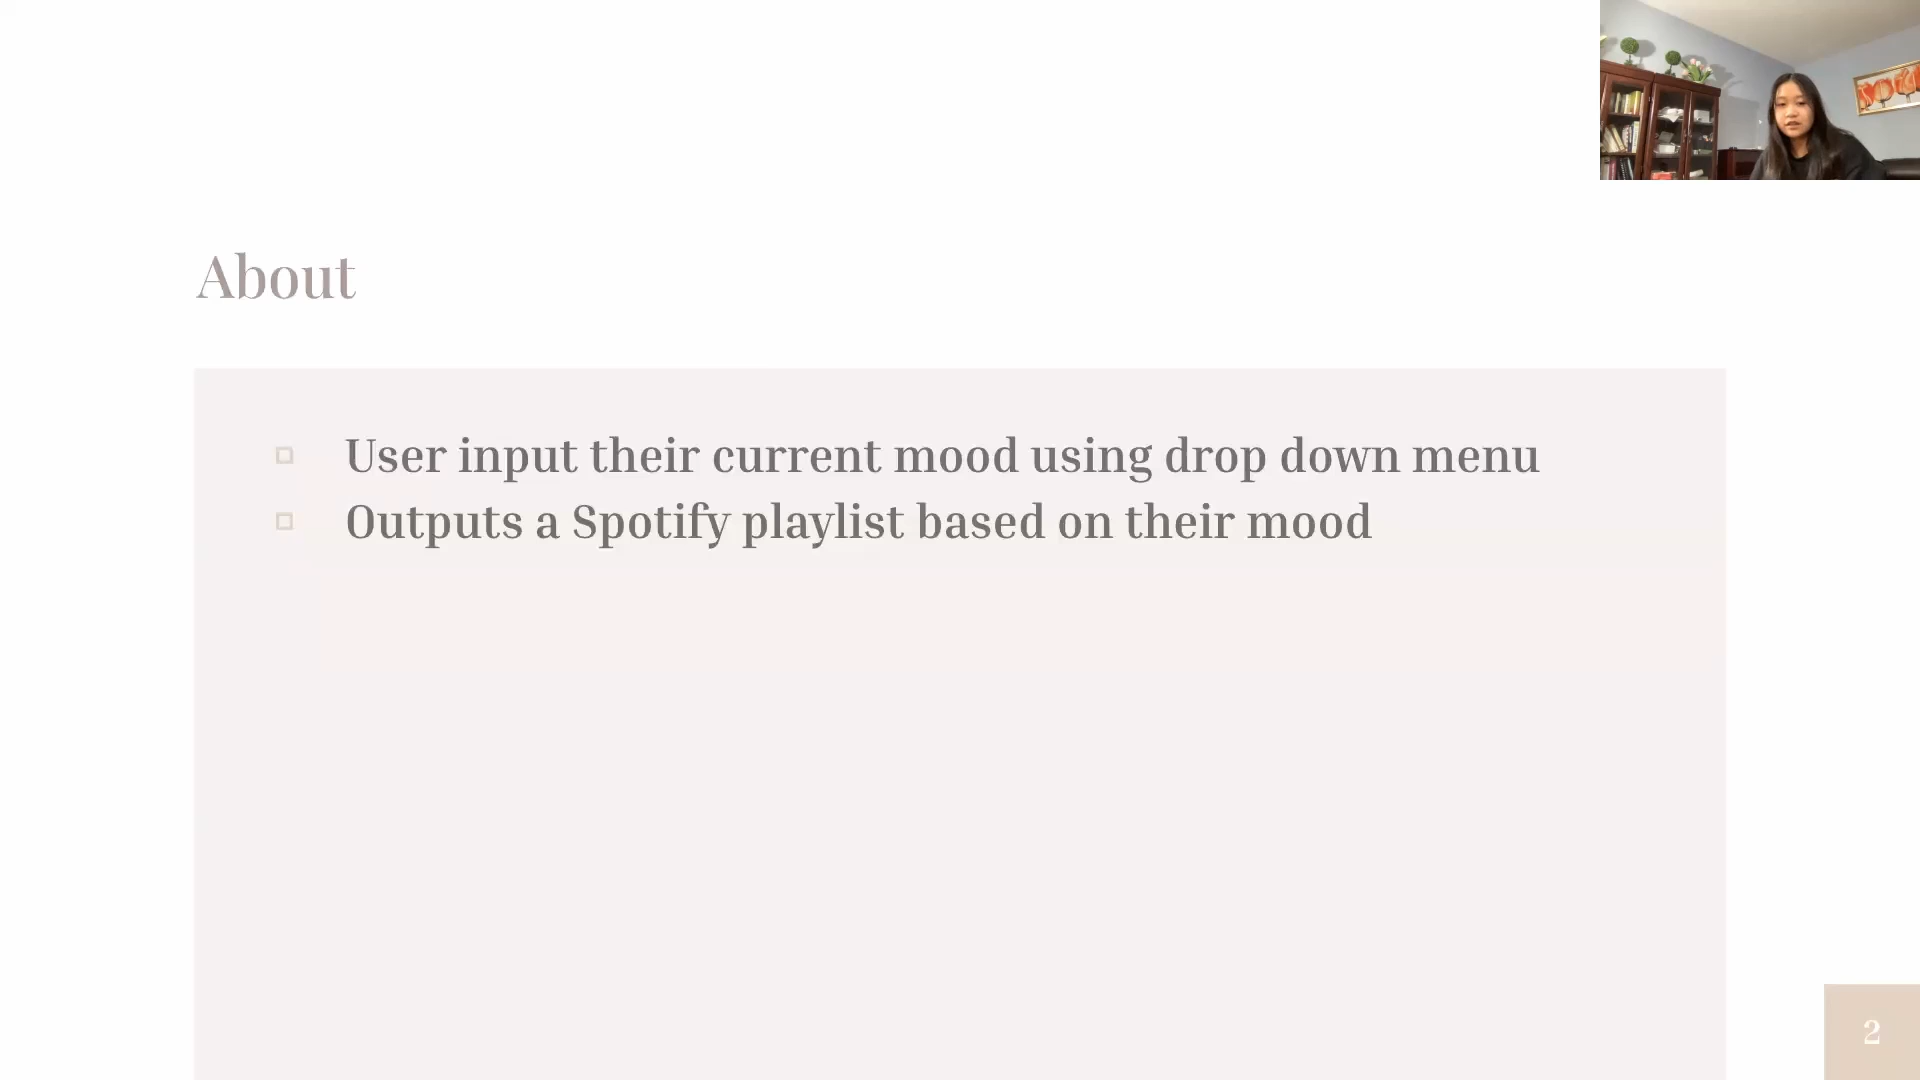 About
User input their current mood using drop down menu
Outputs a Spotify playlist based on their mood
2